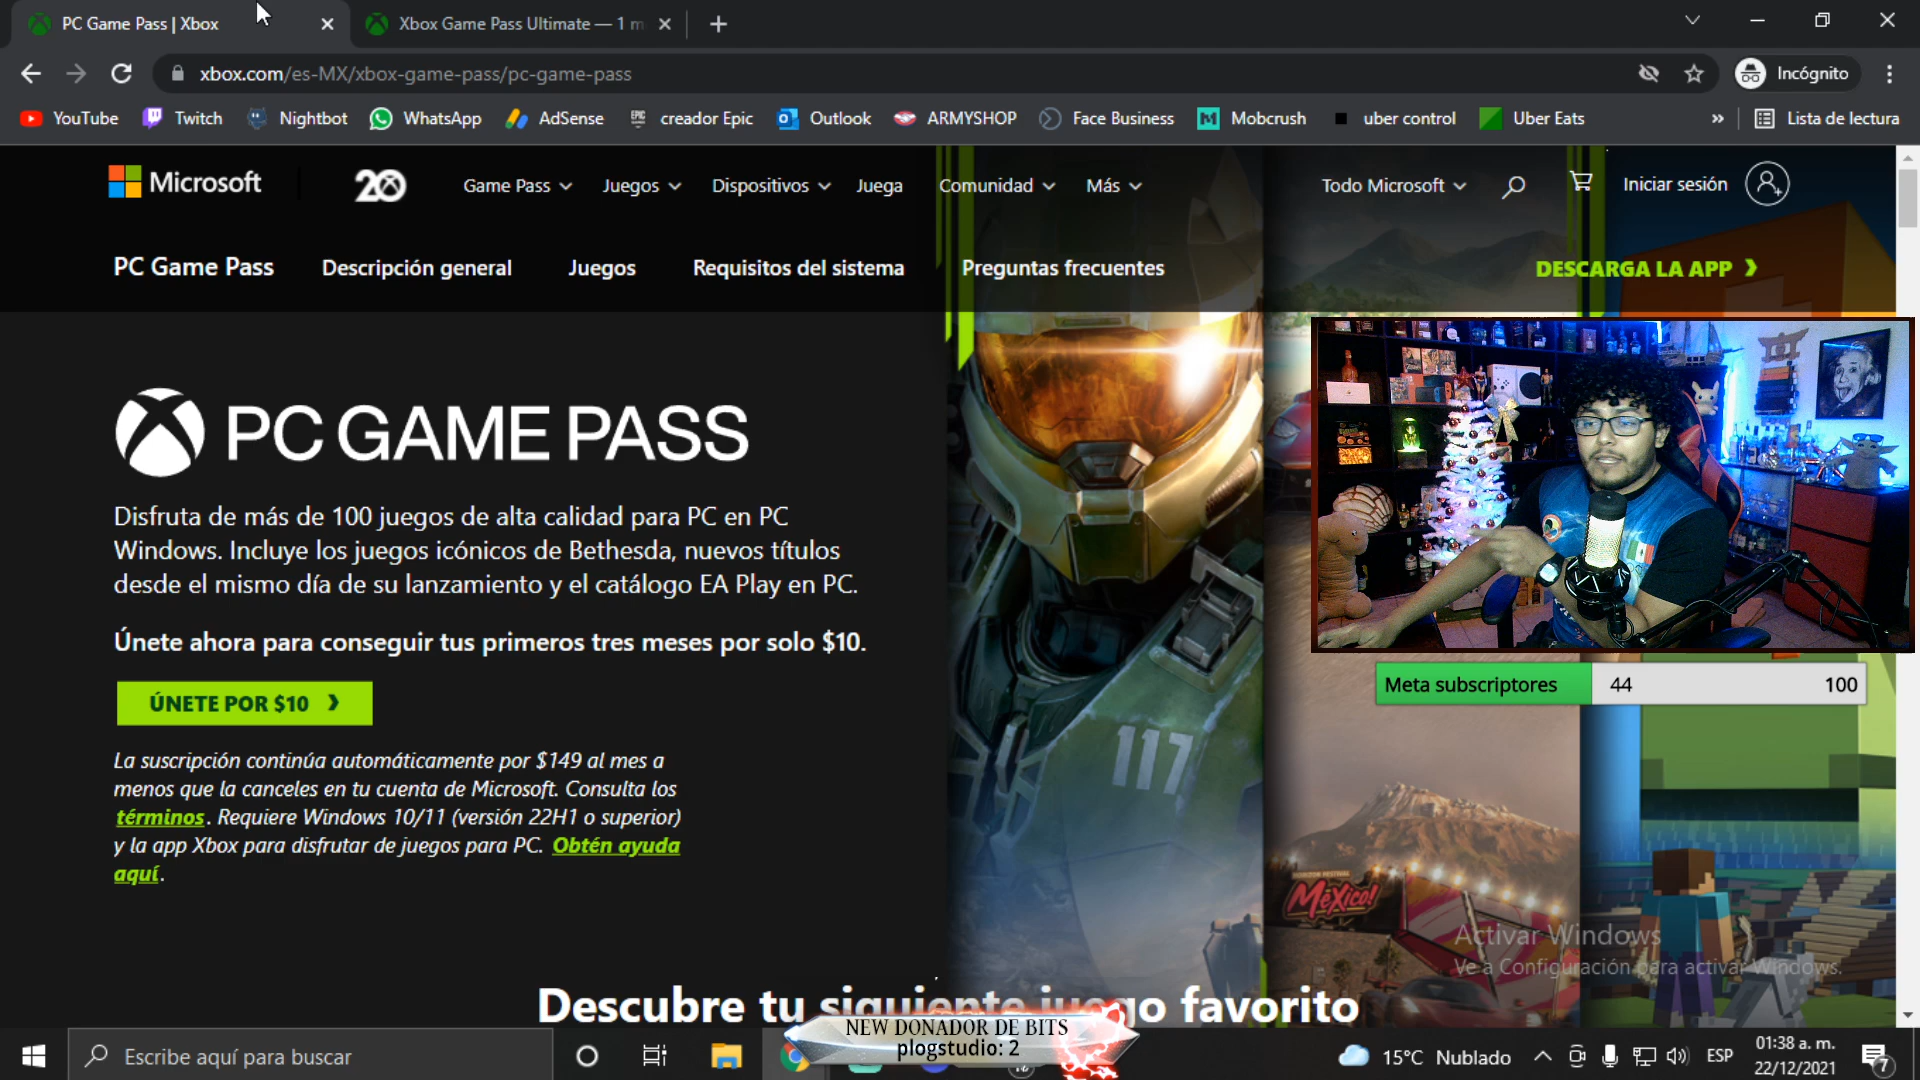 PC Game Pass | Xbox
Xbox Game Pass Ultimate — 1 m
xbox.com/es-MX/xbox-game-pass/pc-game-pass
Incógnito
YouTube
Twitch
Nightbot
WhatsApp
AdSense
creador Epic
Outlook
ARMYSHOP
Face Business
Mobcrush
uber control
Uber Eats
»
Lista de lectura
Microsoft
20
Game Pass
Juegos
Dispositivos
Juega
Comunidad
Más
Todo Microsoft
Iniciar sesión
PC Game Pass
Descripción general
Juegos
Requisitos del sistema
Preguntas frecuentes
DESCARGA LA APP
PC GAME PASS
Disfruta de más de 100 juegos de alta calidad para PC en PC
Windows. Incluye los juegos icónicos de Bethesda, nuevos títulos
desde el mismo día de su lanzamiento y el catálogo EA Play en PC.
Únete ahora para conseguir tus primeros tres meses por solo $10.
ÚNETE POR $10
La suscripción continúa automáticamente por $149 al mes a
menos que la canceles en tu cuenta de Microsoft. Consulta los
términos. Requiere Windows 10/11 (versión 22H1 o superior)
y la app Xbox para disfrutar de juegos para PC. Obtén ayuda
aquí.
Meta subscriptores 44 100
117
HORIZON FESTIVAL
MéXico!
Activar Windows
Ve a Configuración para activar Windows.
Descubre tu siguiente juego favorito
NEW DONADOR DE BITS
plogstudio: 2
Escribe aquí para buscar
15°C Nublado
ESP
01:38 a. m.
22/12/2021
7